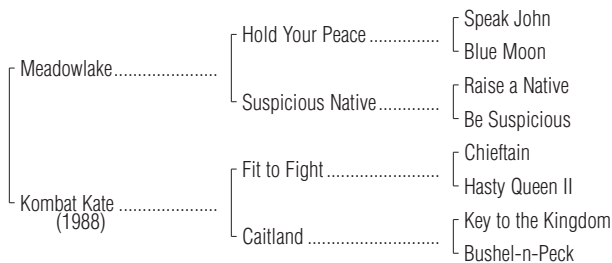 Speak John
Hold Your Peace ................
Blue Moon
Meadowlake.......................
Raise a Native
Suspicious Native..............
Be Suspicious
Chieftain
Fit to Fight .........................
Hasty Queen II
Kombat Kate ......................
(1988)
Key to the Kingdom
Caitland ..............................
Bushel-n-Peck